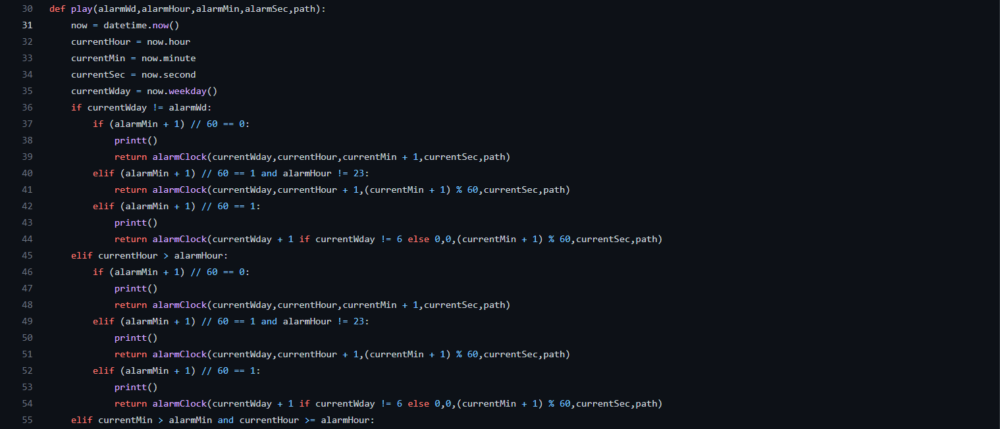 30 def play(alarmWd,alarmHour,alarmMin,alarmSec,path):
31     now = datetime.now()
32     currentHour = now.hour
33     currentMin = now.minute
34     currentSec = now.second
35     currentWday = now.weekday()
36     if currentWday != alarmWd:
37         if (alarmMin + 1) // 60 == 0:
38             printt()
39             return alarmClock(currentWday,currentHour,currentMin + 1,currentSec,path)
40         elif (alarmMin + 1) // 60 == 1 and alarmHour != 23:
41             return alarmClock(currentWday,currentHour + 1,(currentMin + 1) % 60,currentSec,path)
42         elif (alarmMin + 1) // 60 == 1:
43             printt()
44             return alarmClock(currentWday + 1 if currentWday != 6 else 0,0,(currentMin + 1) % 60,currentSec,path)
45     elif currentHour > alarmHour:
46         if (alarmMin + 1) // 60 == 0:
47             printt()
48             return alarmClock(currentWday,currentHour,currentMin + 1,currentSec,path)
49         elif (alarmMin + 1) // 60 == 1 and alarmHour != 23:
50             printt()
51             return alarmClock(currentWday,currentHour + 1,(currentMin + 1) % 60,currentSec,path)
52         elif (alarmMin + 1) // 60 == 1:
53             printt()
54             return alarmClock(currentWday + 1 if currentWday != 6 else 0,0,(currentMin + 1) % 60,currentSec,path)
55     elif currentMin > alarmMin and currentHour >= alarmHour: